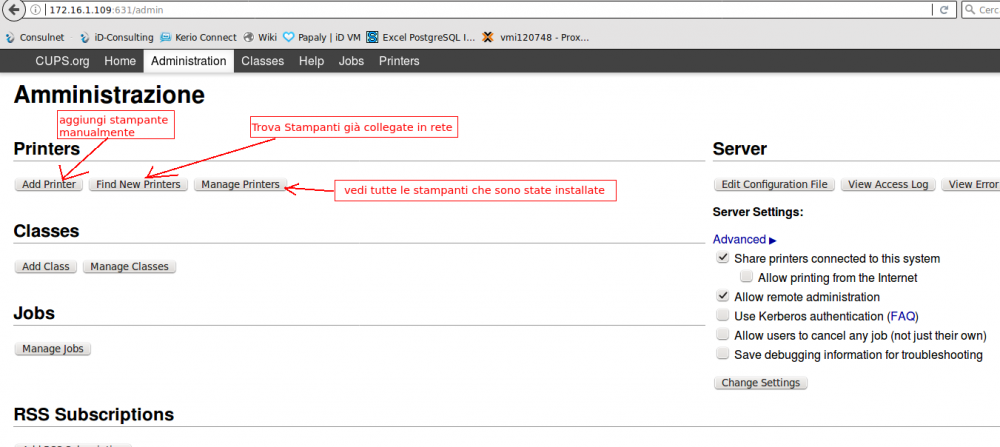 172.16.1.109:631/admin
Cerc
Consulnet iD-Consulting Kerio Connect Wiki Papaly | iD VM Excel PostgreSQL I... vmi120748 - Prox...
CUPS.org Home Administration Classes Help Jobs Printers
Amministrazione
aggiungi stampante
manualmente
Trova Stampanti già collegate in rete
Printers
Add Printer Find New Printers Manage Printers
vedi tutte le stampanti che sono state installate
Classes
Add Class Manage Classes
Jobs
Manage Jobs
RSS Subscriptions
Server
Edit Configuration File View Access Log View Error
Server Settings:
Advanced ▶
Share printers connected to this system
Allow printing from the Internet
Allow remote administration
Use Kerberos authentication (FAQ)
Allow users to cancel any job (not just their own)
Save debugging information for troubleshooting
Change Settings